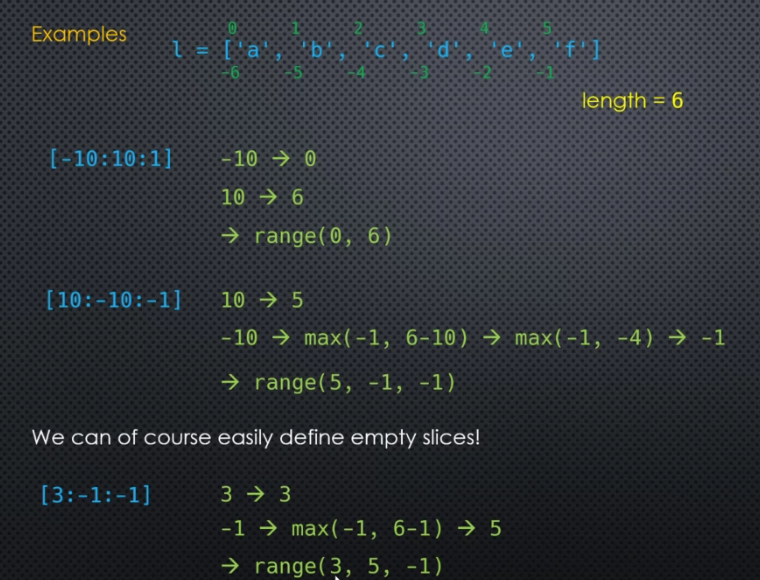 Examples
0 1 2 3 4 5
l = ['a', 'b', 'c', 'd', 'e', 'f']
-6 -5 -4 -3 -2 -1
length = 6
[-10:10:1] -10 → 0
10 → 6
→ range(0, 6)
[10:-10:-1] 10 → 5
-10 → max(-1, 6-10) → max(-1, -4) → -1
→ range(5, -1, -1)
We can of course easily define empty slices!
[3:-1:-1] 3 → 3
-1 → max(-1, 6-1) → 5
→ range(3, 5, -1)